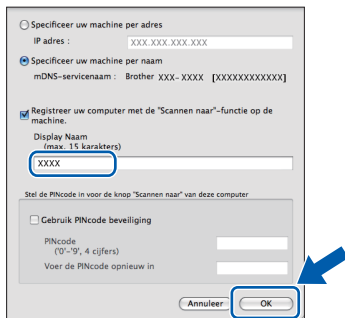 Specificeer uw machine per adres
IP adres : XXX.XXX.XXX.XXX
Specificeer uw machine per naam
mDNS-servicenaam : Brother XXX-XXXX [XXXXXXXXXXXX]
Registreer uw computer met de "Scannen naar"-functie op de
machine.
Display Naam
(max. 15 karakters)
XXXX
Stel de PINcode in voor de knop "Scannen naar" van deze computer
Gebruik PINcode beveiliging
PINcode
('0'-'9', 4 cijfers)
Voer de PINcode opnieuw in
Annuleer OK